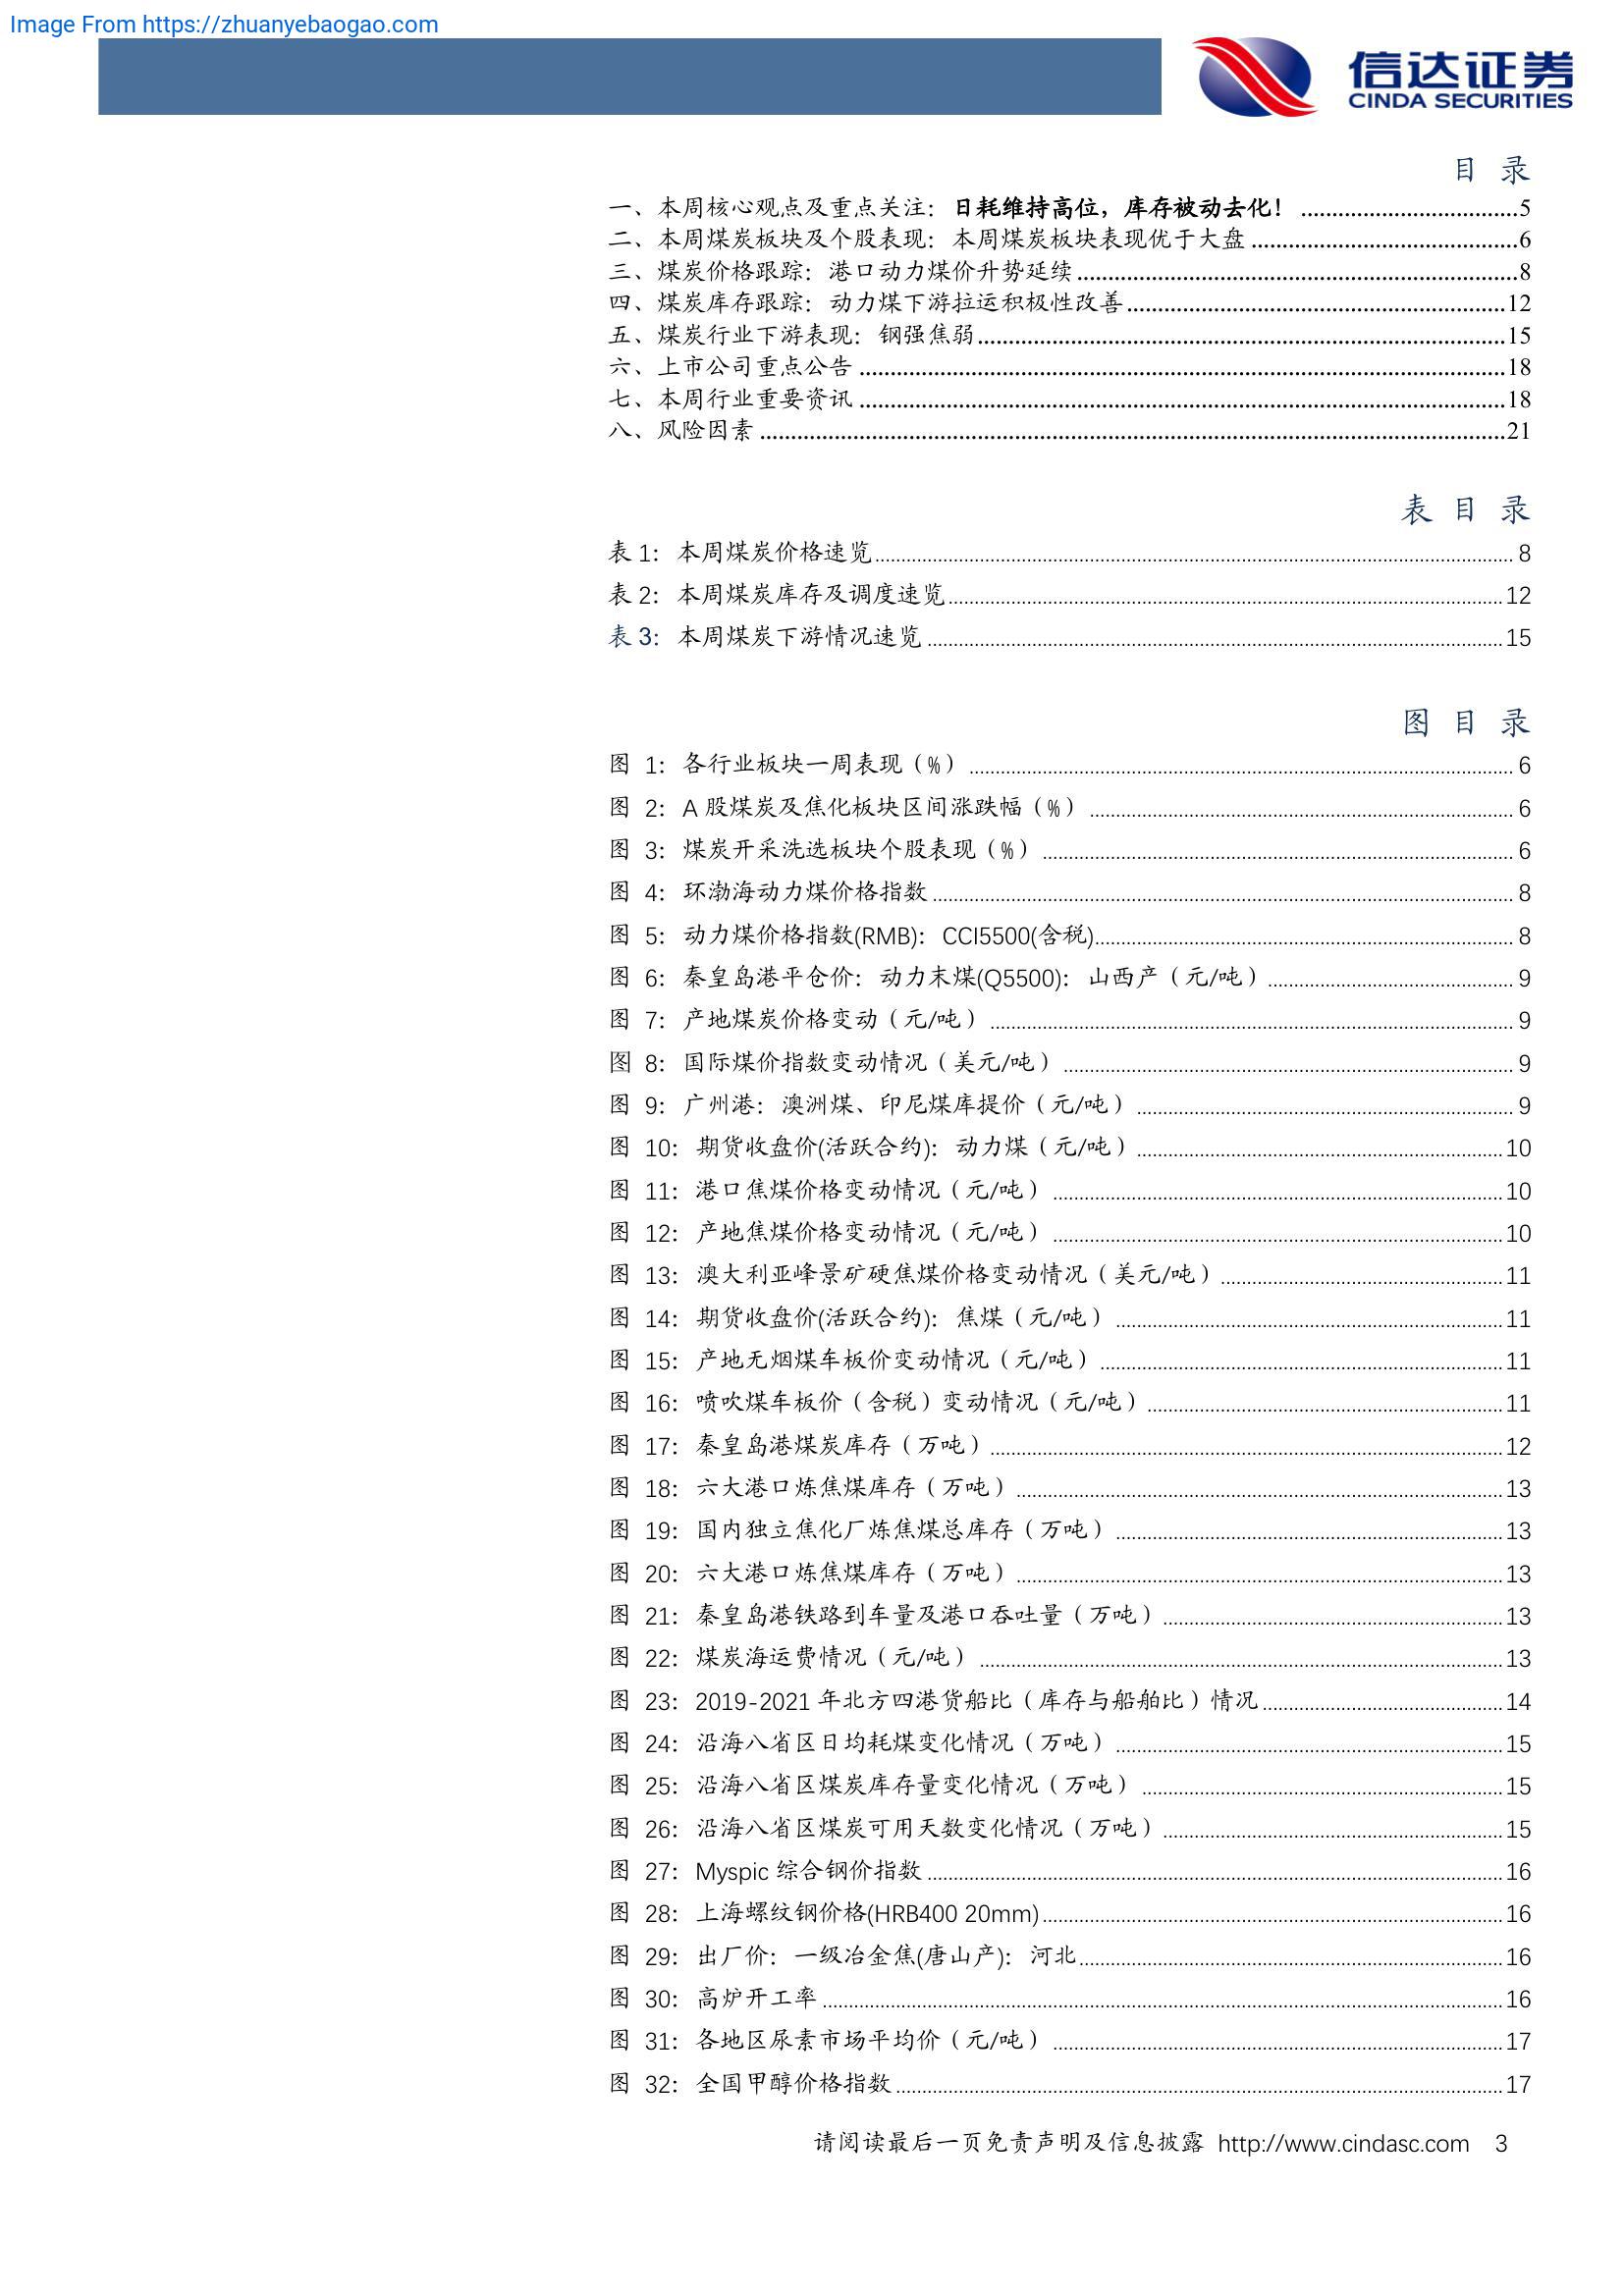 Image From https://zhuanyebaogao.com
信达证券
CINDA SECURITIES
目 录
一、本周核心观点及重点关注：日耗维持高位，库存被动去化！ ...................................5
二、本周煤炭板块及个股表现：本周煤炭板块表现优于大盘 ...........................................6
三、煤炭价格跟踪：港口动力煤价升势延续 .......................................................................8
四、煤炭库存跟踪：动力煤下游拉运积极性改善 .............................................................12
五、煤炭行业下游表现：钢强焦弱 .....................................................................................15
六、上市公司重点公告 .........................................................................................................18
七、本周行业重要资讯 .........................................................................................................18
八、风险因素 .........................................................................................................................21
表 目 录
表 1：本周煤炭价格速览 ........................................ 8
表 2：本周煤炭库存及调度速览 ........................................ 12
表 3：本周煤炭下游情况速览 ........................................ 15
图 目 录
图 1：各行业板块一周表现（%） ........................................ 6
图 2：A 股煤炭及焦化板块区间涨跌幅（%） ........................................ 6
图 3：煤炭开采洗选板块个股表现（%） ........................................ 6
图 4：环渤海动力煤价格指数 ........................................ 8
图 5：动力煤价格指数(RMB)：CCI5500(含税) ........................................ 8
图 6：秦皇岛港平仓价：动力末煤(Q5500)：山西产（元/吨） ........................................ 9
图 7：产地煤炭价格变动（元/吨） ........................................ 9
图 8：国际煤价指数变动情况（美元/吨） ........................................ 9
图 9：广州港：澳洲煤、印尼煤库提价（元/吨） ........................................ 9
图 10：期货收盘价(活跃合约)：动力煤（元/吨） ........................................ 10
图 11：港口焦煤价格变动情况（元/吨） ........................................ 10
图 12：产地焦煤价格变动情况（元/吨） ........................................ 10
图 13：澳大利亚峰景矿硬焦煤价格变动情况（美元/吨） ........................................ 11
图 14：期货收盘价(活跃合约)：焦煤（元/吨） ........................................ 11
图 15：产地无烟煤车板价变动情况（元/吨） ........................................ 11
图 16：喷吹煤车板价（含税）变动情况（元/吨） ........................................ 11
图 17：秦皇岛港煤炭库存（万吨） ........................................ 12
图 18：六大港口炼焦煤库存（万吨） ........................................ 13
图 19：国内独立焦化厂炼焦煤总库存（万吨） ........................................ 13
图 20：六大港口炼焦煤库存（万吨） ........................................ 13
图 21：秦皇岛港铁路到车量及港口吞吐量（万吨） ........................................ 13
图 22：煤炭海运费情况（元/吨） ........................................ 13
图 23：2019-2021 年北方四港货船比（库存与船舶比）情况 ........................................ 14
图 24：沿海八省区日均耗煤变化情况（万吨） ........................................ 15
图 25：沿海八省区煤炭库存量变化情况（万吨） ........................................ 15
图 26：沿海八省区煤炭可用天数变化情况（万吨） ........................................ 15
图 27：Myspic 综合钢价指数 ........................................ 16
图 28：上海螺纹钢价格(HRB400 20mm) ........................................ 16
图 29：出厂价：一级冶金焦(唐山产)：河北 ........................................ 16
图 30：高炉开工率 ........................................ 16
图 31：各地区尿素市场平均价（元/吨） ........................................ 17
图 32：全国甲醇价格指数 ........................................ 17
请阅读最后一页免责声明及信息披露 http://www.cindasc.com 3